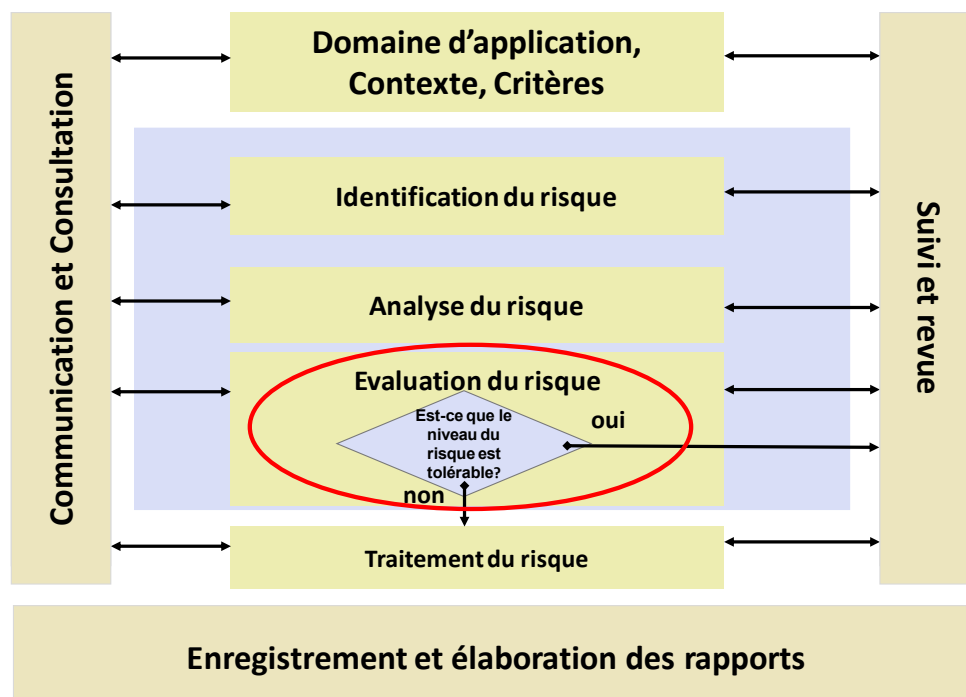 Communication et Consultation
Domaine d’application,
Contexte, Critères
Identification du risque
Analyse du risque
Evaluation du risque
Est-ce que le
niveau du
risque est
tolérable?
oui
non
Traitement du risque
Suivi et revue
Enregistrement et élaboration des rapports